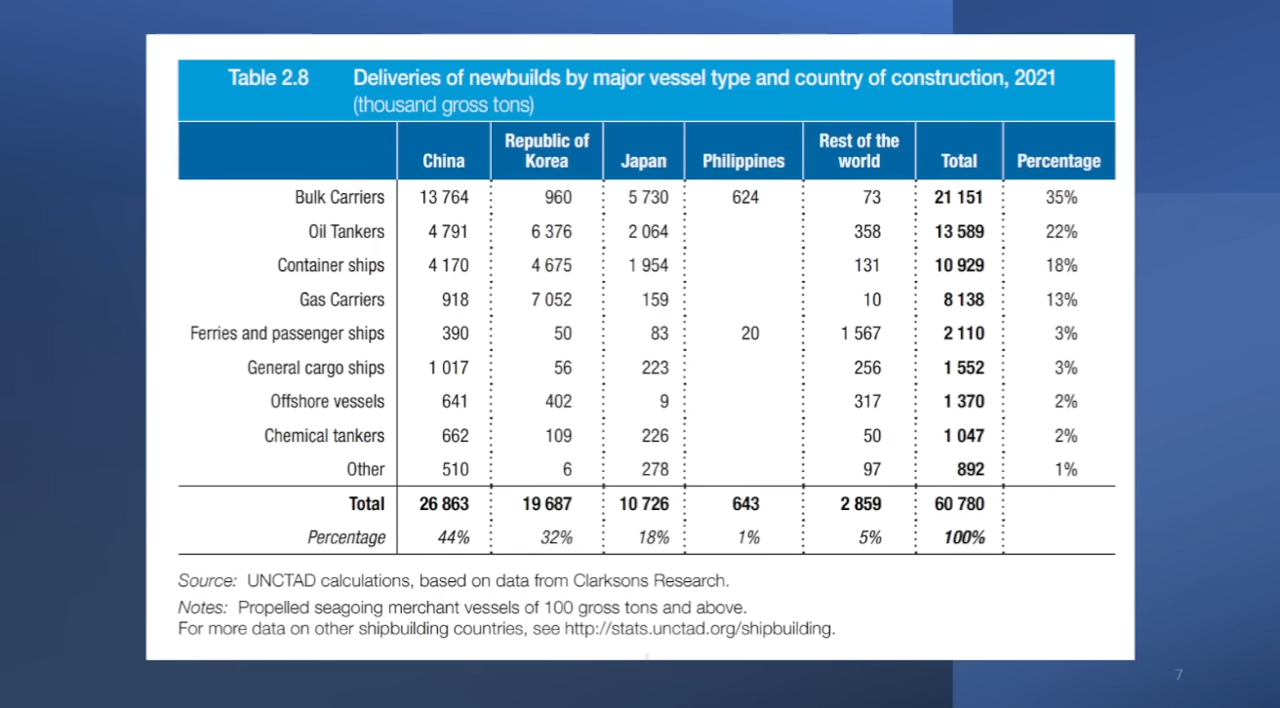 Table 2.8 Deliveries of newbuilds by major vessel type and country of construction, 2021
(thousand gross tons)
China Republic of Korea Japan Philippines Rest of the world Total Percentage
Bulk Carriers 13 764 960 5 730 624 73 21 151 35%
Oil Tankers 4 791 6 376 2 064 358 13 589 22%
Container ships 4 170 4 675 1 954 131 10 929 18%
Gas Carriers 918 7 052 159 10 8 138 13%
Ferries and passenger ships 390 50 83 20 1 567 2 110 3%
General cargo ships 1 017 56 223 256 1 552 3%
Offshore vessels 641 402 9 317 1 370 2%
Chemical tankers 662 109 226 50 1 047 2%
Other 510 6 278 97 892 1%
Total 26 863 19 687 10 726 643 2 859 60 780
Percentage 44% 32% 18% 1% 5% 100%
Source: UNCTAD calculations, based on data from Clarksons Research.
Notes: Propelled seagoing merchant vessels of 100 gross tons and above.
For more data on other shipbuilding countries, see http://stats.unctad.org/shipbuilding.
7